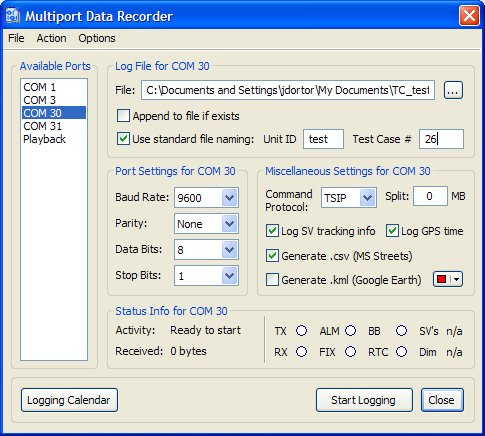 Multiport Data Recorder
File Action Options
Available Ports
COM 1
COM 3
COM 30
COM 31
Playback
Log File for COM 30
File: C:\Documents and Settings\jdortor\My Documents\TC_test ...
Append to file if exists
Use standard file naming: Unit ID test Test Case # 26
Port Settings for COM 30
Baud Rate: 9600
Parity: None
Data Bits: 8
Stop Bits: 1
Miscellaneous Settings for COM 30
Command Protocol: TSIP Split: 0 MB
Log SV tracking info Log GPS time
Generate .csv (MS Streets)
Generate .kml (Google Earth)
Status Info for COM 30
Activity: Ready to start
Received: 0 bytes
TX ALM BB SV's n/a
RX FIX RTC Dim n/a
Logging Calendar Start Logging Close